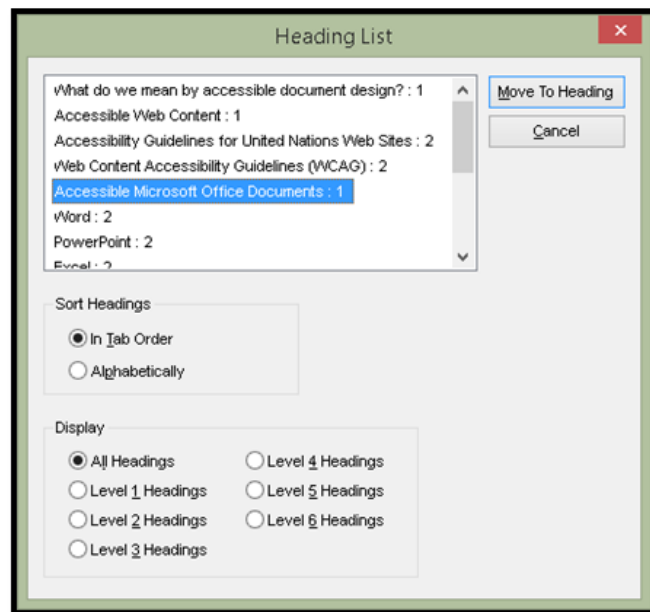 Heading List
What do we mean by accessible document design? : 1
Accessible Web Content : 1
Accessibility Guidelines for United Nations Web Sites : 2
Web Content Accessibility Guidelines (WCAG) : 2
Accessible Microsoft Office Documents : 1
Word : 2
PowerPoint : 2
Excel : 2
Move To Heading
Cancel
Sort Headings
In Tab Order
Alphabetically
Display
All Headings
Level 1 Headings
Level 2 Headings
Level 3 Headings
Level 4 Headings
Level 5 Headings
Level 6 Headings